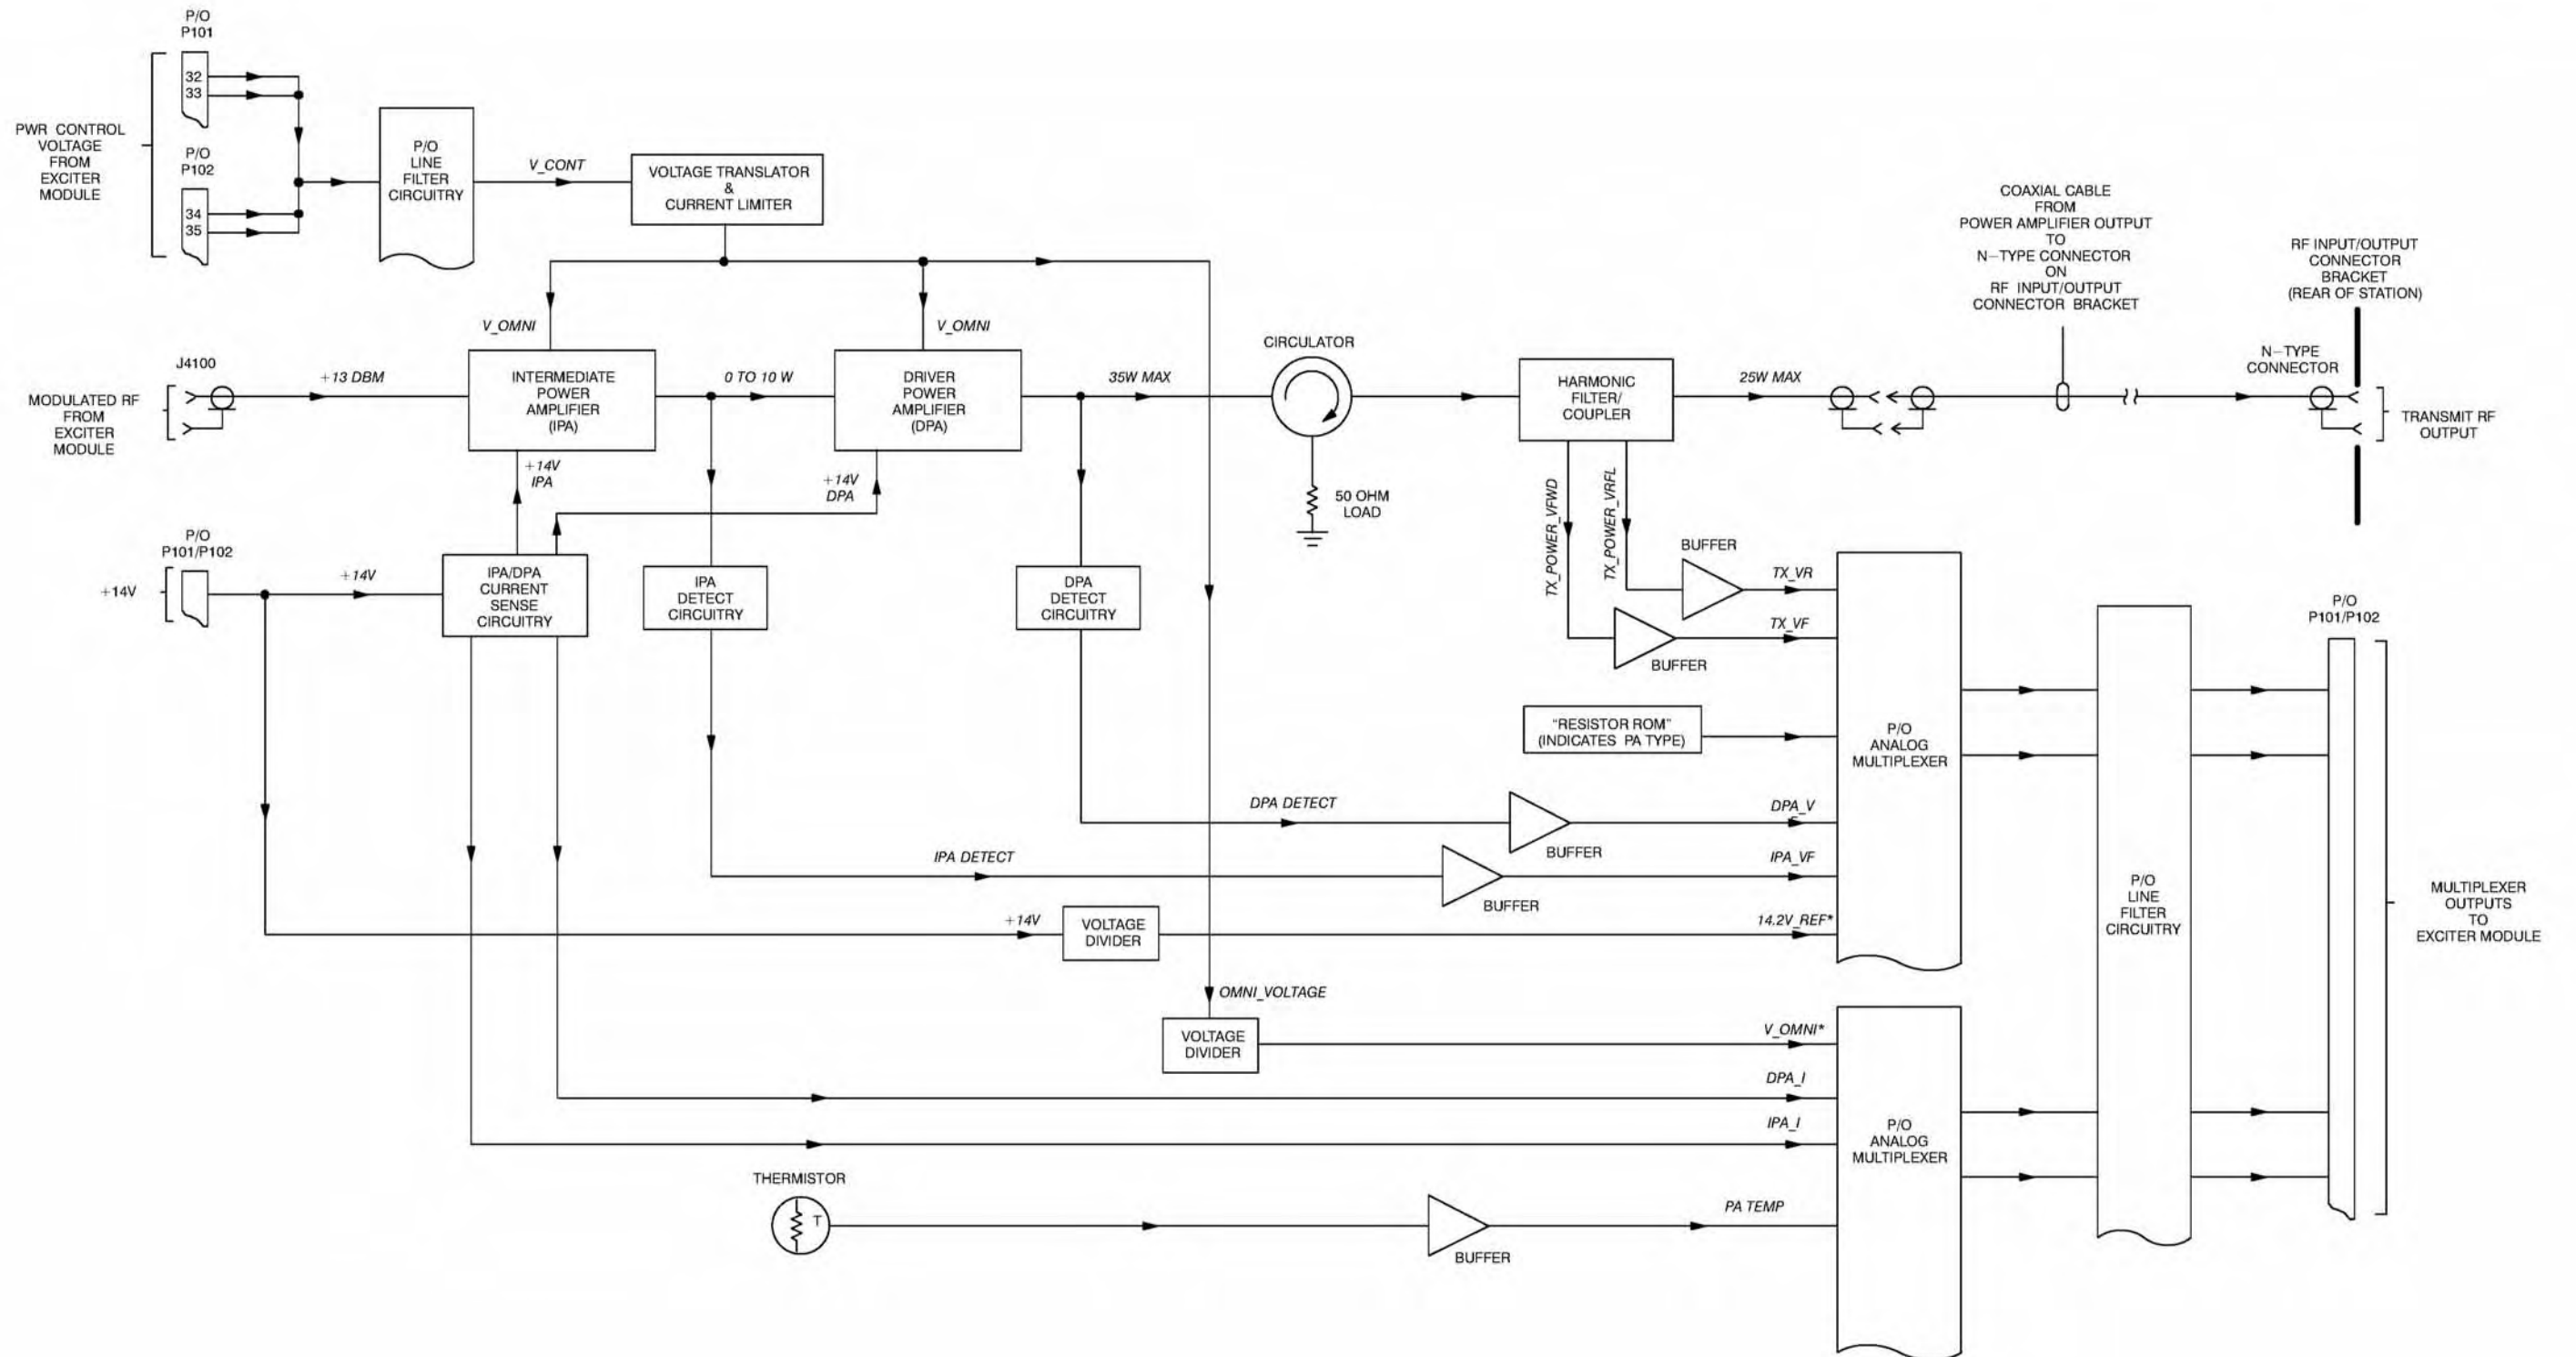 P/O
P101
32
33
PWR CONTROL
VOLTAGE
FROM
EXCITER
MODULE
P/O
P102
34
35
P/O
LINE
FILTER
CIRCUITRY
V_CONT
VOLTAGE TRANSLATOR
&
CURRENT LIMITER
V_OMNI
V_OMNI
J4100
MODULATED RF
FROM
EXCITER
MODULE
+13 DBM
INTERMEDIATE
POWER
AMPLIFIER
(IPA)
0 TO 10 W
DRIVER
POWER
AMPLIFIER
(DPA)
35W MAX
CIRCULATOR
50 OHM
LOAD
HARMONIC
FILTER/
COUPLER
25W MAX
COAXIAL CABLE
FROM
POWER AMPLIFIER OUTPUT
TO
N-TYPE CONNECTOR
ON
RF INPUT/OUTPUT
CONNECTOR BRACKET
RF INPUT/OUTPUT
CONNECTOR
BRACKET
(REAR OF STATION)
N-TYPE
CONNECTOR
TRANSMIT RF
OUTPUT
+14V
IPA
+14V
DPA
P/O
P101/P102
+14V
+14V
IPA/DPA
CURRENT
SENSE
CIRCUITRY
IPA
DETECT
CIRCUITRY
DPA
DETECT
CIRCUITRY
TX_POWER_VFWD
TX_POWER_VRFL
BUFFER
TX_VR
TX_VF
BUFFER
"RESISTOR ROM"
(INDICATES PA TYPE)
P/O
ANALOG
MULTIPLEXER
DPA DETECT
DPA_V
BUFFER
IPA DETECT
IPA_VF
BUFFER
+14V
VOLTAGE
DIVIDER
14.2V_REF*
OMNI_VOLTAGE
VOLTAGE
DIVIDER
V_OMNI*
DPA_I
IPA_I
P/O
ANALOG
MULTIPLEXER
THERMISTOR
T
BUFFER
PA TEMP
P/O
LINE
FILTER
CIRCUITRY
P/O
P101/P102
MULTIPLEXER
OUTPUTS
TO
EXCITER MODULE